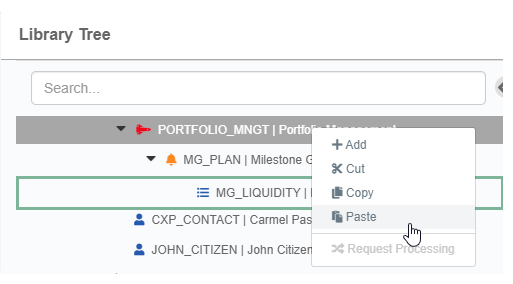 Library Tree
Search...
PORTFOLIO_MNGT | Portfolio Management
MG_PLAN | Milestone G
MG_LIQUIDITY |
CXP_CONTACT | Carmel Pas
JOHN_CITIZEN | John Citizen
Add
Cut
Copy
Paste
Request Processing